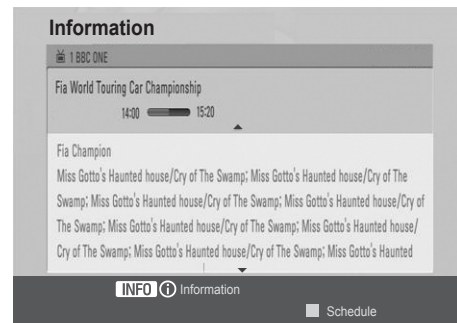 Information
1 BBC ONE
Fia World Touring Car Championship
14:00 15:20
Fia Champion
Miss Gotto's Haunted house/Cry of The Swamp; Miss Gotto's Haunted house/Cry of The
Swamp; Miss Gotto's Haunted house/Cry of The Swamp; Miss Gotto's Haunted house/Cry of
The Swamp; Miss Gotto's Haunted house/Cry of The Swamp; Miss Gotto's Haunted house/
Cry of The Swamp; Miss Gotto's Haunted house/Cry of The Swamp; Miss Gotto's Haunted
INFO i Information
Schedule